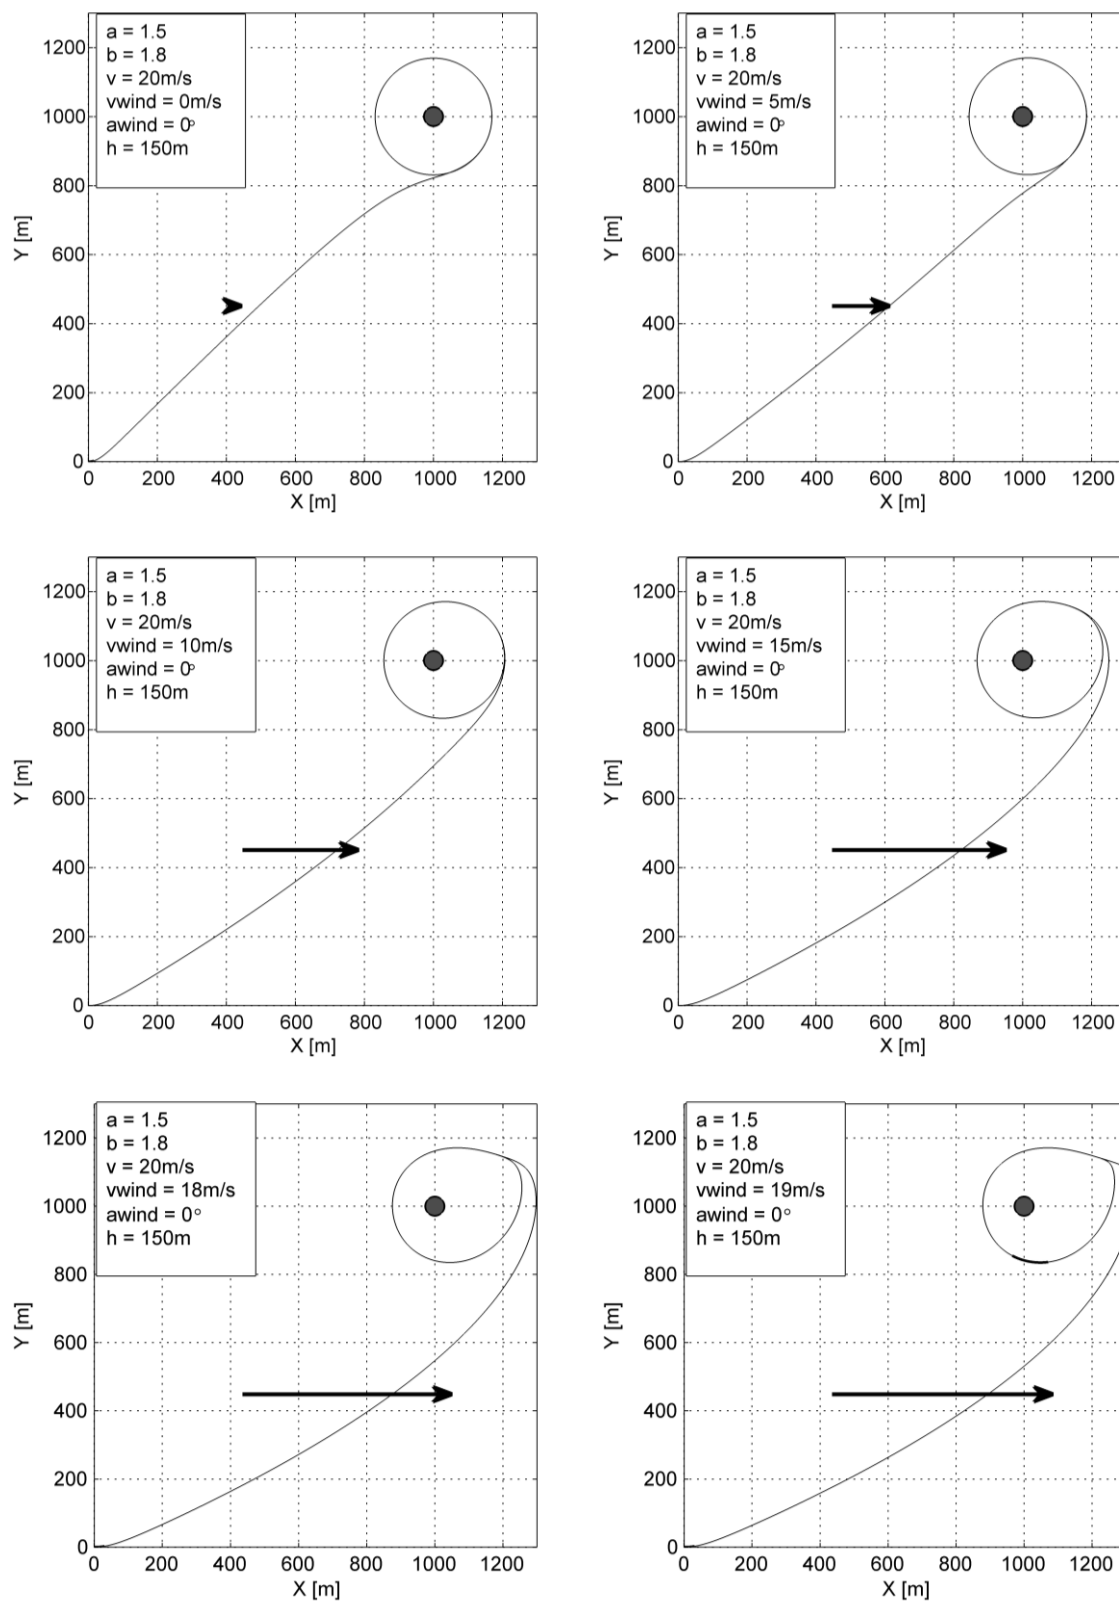 a = 1.5
b = 1.8
v = 20m/s
vwind = 0m/s
awind = 0°
h = 150m
1200
1000
800
600
400
200
0
Y [m]
0 200 400 600 800 1000 1200
X [m]
a = 1.5
b = 1.8
v = 20m/s
vwind = 5m/s
awind = 0°
h = 150m
1200
1000
800
600
400
200
0
Y [m]
0 200 400 600 800 1000 1200
X [m]
a = 1.5
b = 1.8
v = 20m/s
vwind = 10m/s
awind = 0°
h = 150m
1200
1000
800
600
400
200
0
Y [m]
0 200 400 600 800 1000 1200
X [m]
a = 1.5
b = 1.8
v = 20m/s
vwind = 15m/s
awind = 0°
h = 150m
1200
1000
800
600
400
200
0
Y [m]
0 200 400 600 800 1000 1200
X [m]
a = 1.5
b = 1.8
v = 20m/s
vwind = 18m/s
awind = 0°
h = 150m
1200
1000
800
600
400
200
0
Y [m]
0 200 400 600 800 1000 1200
X [m]
a = 1.5
b = 1.8
v = 20m/s
vwind = 19m/s
awind = 0°
h = 150m
1200
1000
800
600
400
200
0
Y [m]
0 200 400 600 800 1000 1200
X [m]